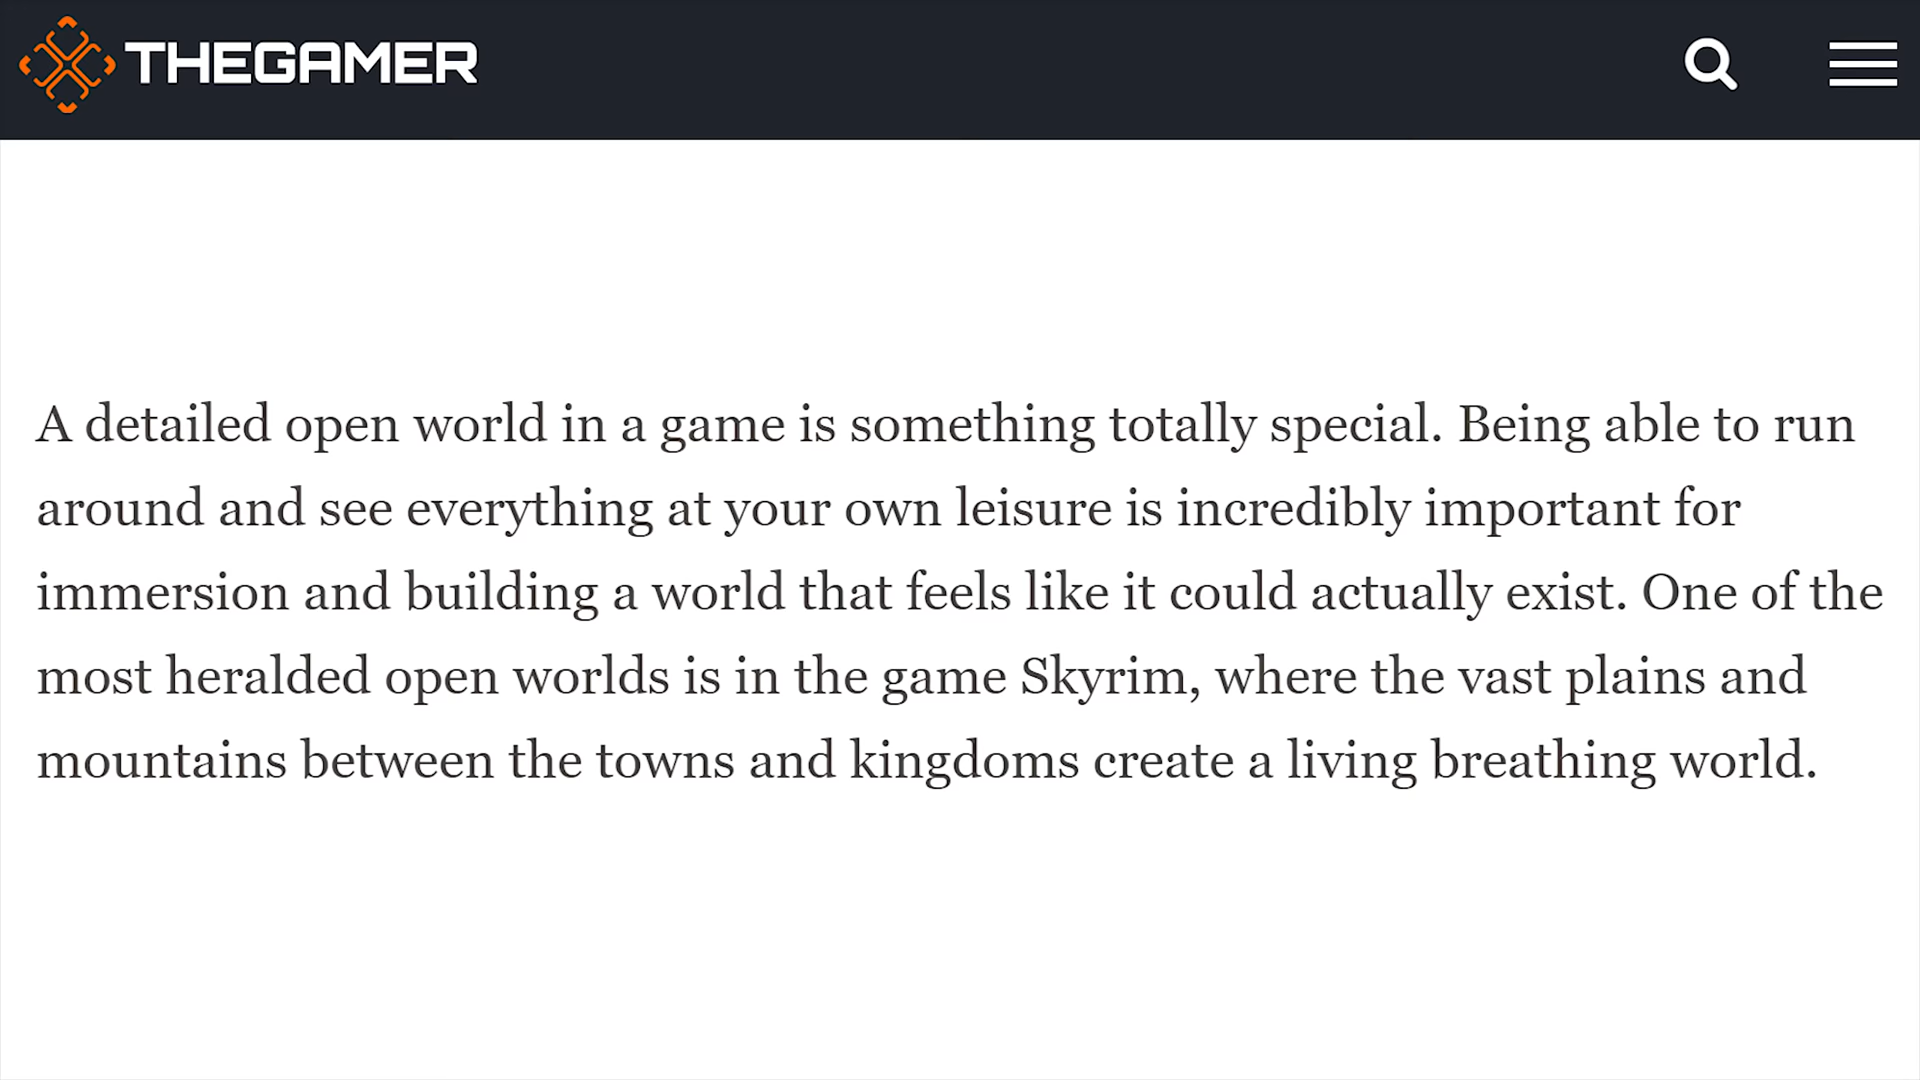 THEGAMER
A detailed open world in a game is something totally special. Being able to run
around and see everything at your own leisure is incredibly important for
immersion and building a world that feels like it could actually exist. One of the
most heralded open worlds is in the game Skyrim, where the vast plains and
mountains between the towns and kingdoms create a living breathing world.